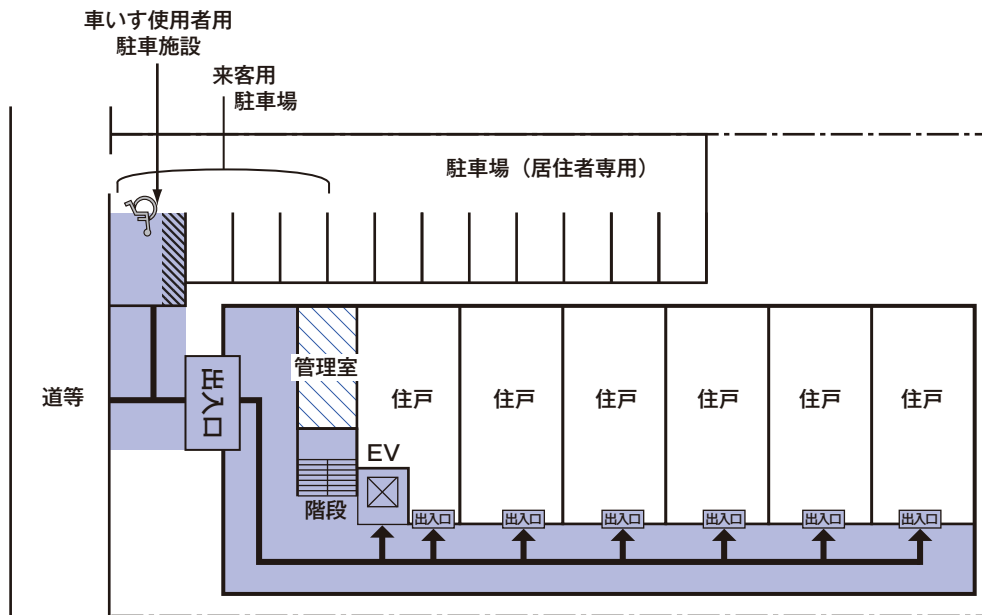 車いす使用者用
駐車施設
来客用
駐車場
駐車場（居住者専用）
道等
出入口
管理室
住戸
住戸
住戸
住戸
住戸
住戸
EV
階段
出入口
出入口
出入口
出入口
出入口
出入口